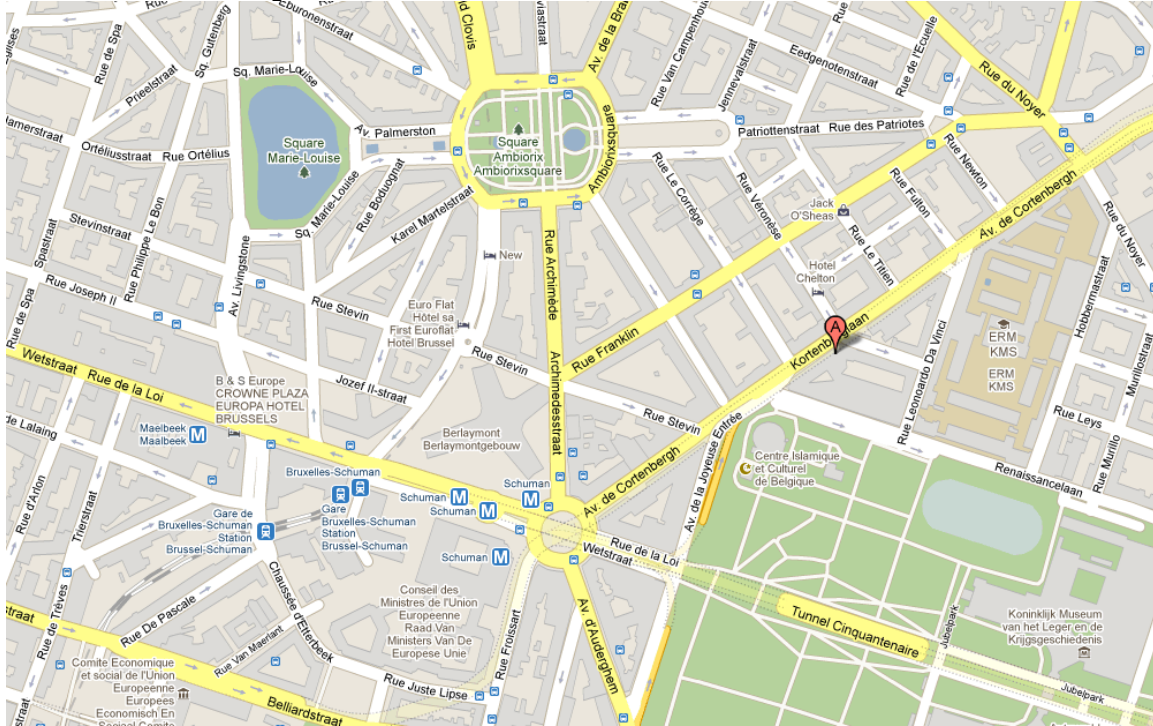 Rue de Spa
Prieelstraat
Sq. Gutenberg
Eburonenstraat
Sq. Marie-Louise
Ortéliusstraat
Rue Ortélius
Square
Marie-Louise
Av. Palmerston
Rue Boduognat
Sq. Marie-Louise
Karel Martelstraat
Stevinstraat
Rue Philippe Le Bon
Spastraat
Rue de Spa
Rue Joseph II
Av. Livingstone
Rue Stevin
Jozef II-straat
Av. de la Bra
Square
Ambiorix
Ambiorixsquare
Ambiorixsquare
Rue Van Campenhou
Jennevalstraat
Eedgenotenstraat
Rue de l'Ecuelle
Rue du Noyer
Patriottenstraat
Rue des Patriotes
Rue Newton
Rue Fulton
Rue Le Corrège
Rue Véronèse
Rue Le Titien
Jack
O'Sheas
Hotel
Chelton
Av. de Cortenbergh
Rue du Noyer
Hobbermastraat
Murillostraat
New
Rue Archimède
Archimedesstraat
Euro Flat
Hôtel sa
First Euroflat
Hotel Brussel
Rue Stevin
Rue Franklin
A
Kortenberglaan
Rue Leonoardo Da Vinci
ERM
KMS
ERM
KMS
Rue Leys
Rue Murillo
Wetstraat
Rue de la Loi
B & S Europe
CROWNE PLAZA
EUROPA HOTEL
BRUSSELS
Maelbeek
Maalbeek
M
de Lalaing
Rue d'Arlon
Trierstraat
Berlaymont
Berlaymontgebouw
Rue Stevin
Av. de Cortenbergh
Av. de la Joyeuse Entrée
Centre Islamique
et Culturel
de Belgique
Renaissancelaan
Bruxelles-Schuman
Gare
Bruxelles-Schuman
Station
Brussel-Schuman
Gare de
Bruxelles-Schuman
Station
Brussel-Schuman
Schuman
M
Schuman
M
Schuman
M
Schuman
M
Rue de la Loi
Wetstraat
Tunnel Cinquantenaire
Jubelpark
Jubelpark
Koninklijk Museum
van het Leger en de
Krijgsgeschiedenis
Conseil des
Ministres de l'Union
Europeenne
Raad Van
Ministers Van De
Europese Unie
Chaussée d'Etterbeek
Rue De Pascale
Rue Van Maerlant
Rue de Trèves
Rue Froissart
Av. d'Auderghem
Rue Juste Lipse
Belliardstraat
Comite Economique
et social de l'Union
Europeenne
Europees
Economisch En